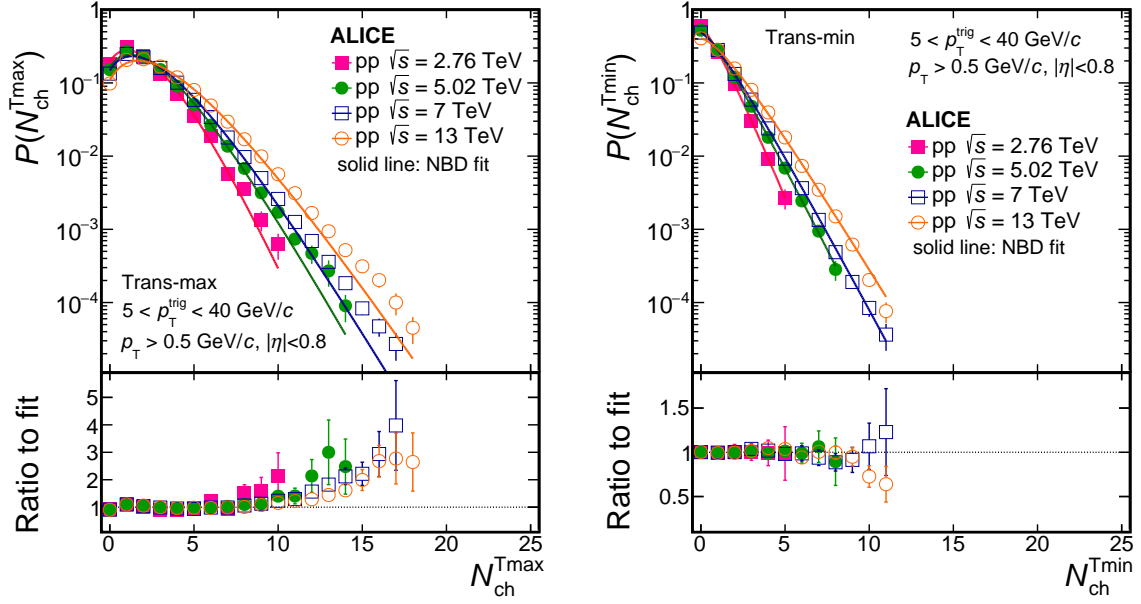 P(N_ch^Tmax)
10^−1
10^−2
10^−3
10^−4
ALICE
pp √s = 2.76 TeV
pp √s = 5.02 TeV
pp √s = 7 TeV
pp √s = 13 TeV
solid line: NBD fit
Trans-max
5 < p_T^trig < 40 GeV/c
p_T > 0.5 GeV/c, |η|<0.8
Ratio to fit
5
4
3
2
1
0 5 10 15 20 25
N_ch^Tmax
P(N_ch^Tmin)
1
10^−1
10^−2
10^−3
10^−4
Trans-min
5 < p_T^trig < 40 GeV/c
p_T > 0.5 GeV/c, |η|<0.8
ALICE
pp √s = 2.76 TeV
pp √s = 5.02 TeV
pp √s = 7 TeV
pp √s = 13 TeV
solid line: NBD fit
Ratio to fit
1.5
1
0.5
0 5 10 15 20 25
N_ch^Tmin